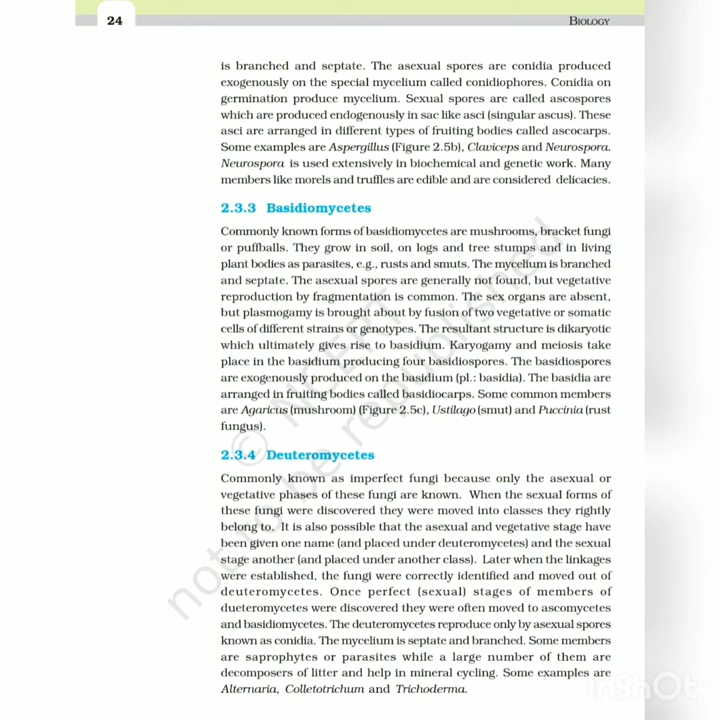 24
BIOLOGY
is branched and septate. The asexual spores are conidia produced
exogenously on the special mycelium called conidiophores. Conidia on
germination produce mycelium. Sexual spores are called ascospores
which are produced endogenously in sac like asci (singular ascus). These
asci are arranged in different types of fruiting bodies called ascocarps.
Some examples are Aspergillus (Figure 2.5b), Claviceps and Neurospora.
Neurospora is used extensively in biochemical and genetic work. Many
members like morels and truffles are edible and are considered delicacies.
2.3.3 Basidiomycetes
Commonly known forms of basidiomycetes are mushrooms, bracket fungi
or puffballs. They grow in soil, on logs and tree stumps and in living
plant bodies as parasites, e.g., rusts and smuts. The mycelium is branched
and septate. The asexual spores are generally not found, but vegetative
reproduction by fragmentation is common. The sex organs are absent,
but plasmogamy is brought about by fusion of two vegetative or somatic
cells of different strains or genotypes. The resultant structure is dikaryotic
which ultimately gives rise to basidium. Karyogamy and meiosis take
place in the basidium producing four basidiospores. The basidiospores
are exogenously produced on the basidium (pl.: basidia). The basidia are
arranged in fruiting bodies called basidiocarps. Some common members
are Agaricus (mushroom) (Figure 2.5c), Ustilago (smut) and Puccinia (rust
fungus).
2.3.4 Deuteromycetes
Commonly known as imperfect fungi because only the asexual or
vegetative phases of these fungi are known. When the sexual forms of
these fungi were discovered they were moved into classes they rightly
belong to. It is also possible that the asexual and vegetative stage have
been given one name (and placed under deuteromycetes) and the sexual
stage another (and placed under another class). Later when the linkages
were established, the fungi were correctly identified and moved out of
deuteromycetes. Once perfect (sexual) stages of members of
dueteromycetes were discovered they were often moved to ascomycetes
and basidiomycetes. The deuteromycetes reproduce only by asexual spores
known as conidia. The mycelium is septate and branched. Some members
are saprophytes or parasites while a large number of them are
decomposers of litter and help in mineral cycling. Some examples are
Alternaria, Colletotrichum and Trichoderma.
© NCERT
not to be republished
InShOt